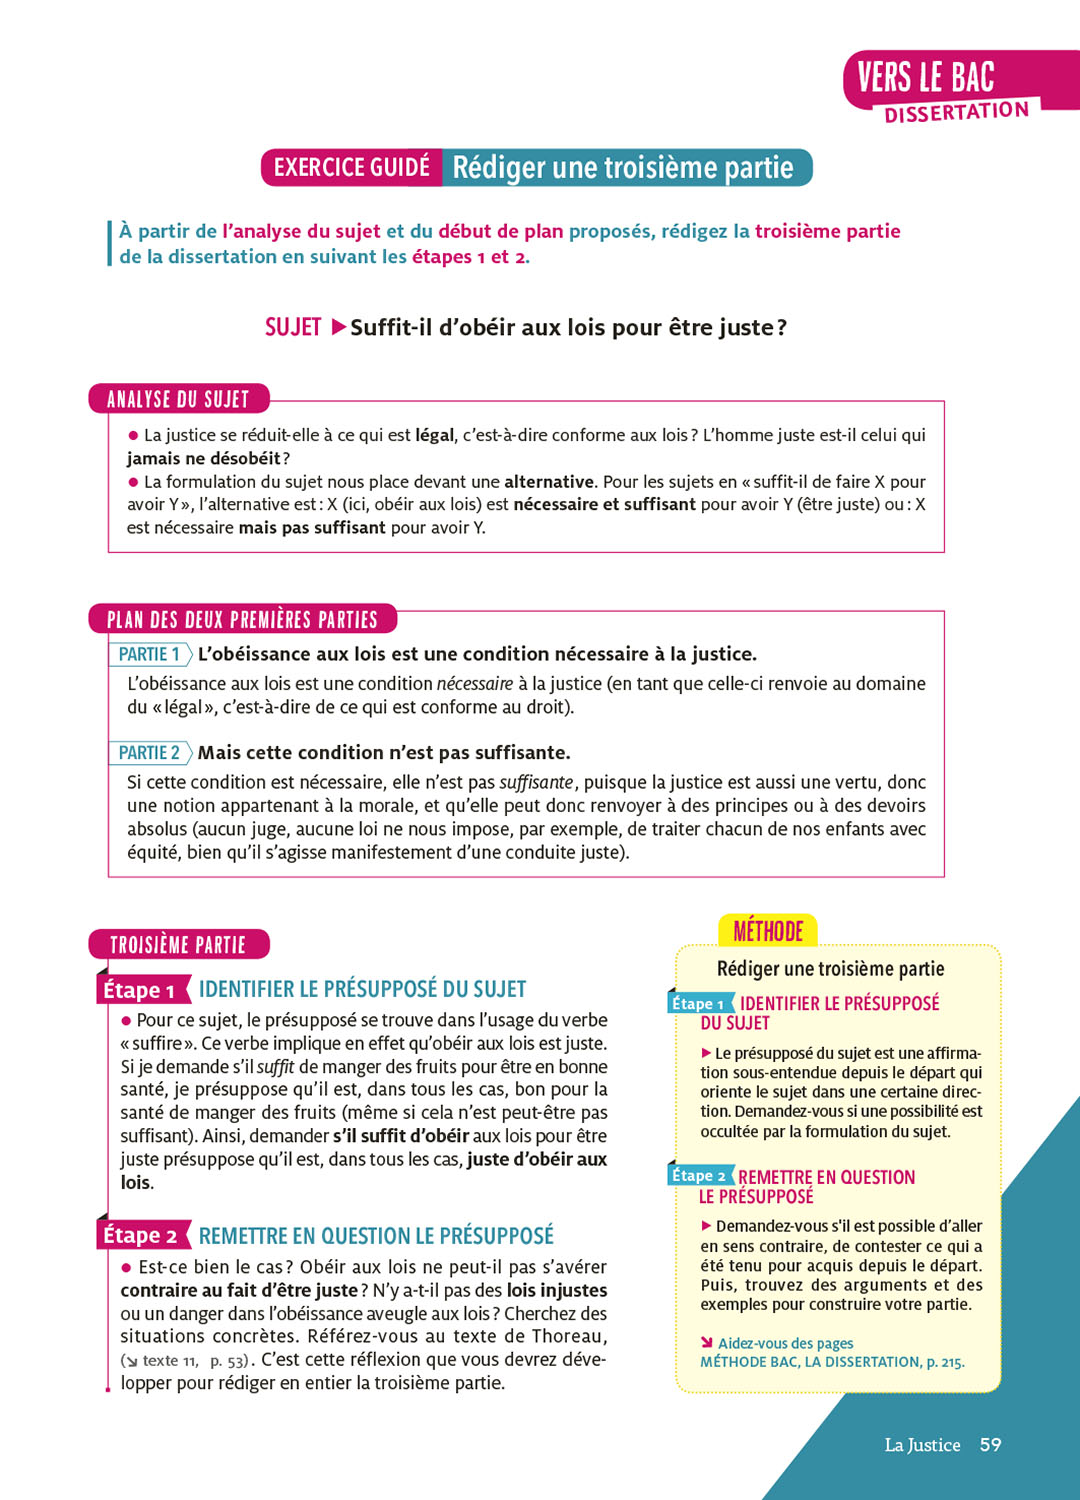 VERS LE BAC
DISSERTATION
EXERCICE GUIDÉ Rédiger une troisième partie
À partir de l’analyse du sujet et du début de plan proposés, rédigez la troisième partie
de la dissertation en suivant les étapes 1 et 2.
SUJET ▶ Suffit-il d’obéir aux lois pour être juste ?
ANALYSE DU SUJET
● La justice se réduit-elle à ce qui est légal, c’est-à-dire conforme aux lois ? L’homme juste est-il celui qui
jamais ne désobéit ?
● La formulation du sujet nous place devant une alternative. Pour les sujets en « suffit-il de faire X pour
avoir Y », l’alternative est : X (ici, obéir aux lois) est nécessaire et suffisant pour avoir Y (être juste) ou : X
est nécessaire mais pas suffisant pour avoir Y.
PLAN DES DEUX PREMIÈRES PARTIES
PARTIE 1 L’obéissance aux lois est une condition nécessaire à la justice.
L’obéissance aux lois est une condition nécessaire à la justice (en tant que celle-ci renvoie au domaine
du « légal », c’est-à-dire de ce qui est conforme au droit).
PARTIE 2 Mais cette condition n’est pas suffisante.
Si cette condition est nécessaire, elle n’est pas suffisante, puisque la justice est aussi une vertu, donc
une notion appartenant à la morale, et qu’elle peut donc renvoyer à des principes ou à des devoirs
absolus (aucun juge, aucune loi ne nous impose, par exemple, de traiter chacun de nos enfants avec
équité, bien qu’il s’agisse manifestement d’une conduite juste).
TROISIÈME PARTIE
Étape 1 IDENTIFIER LE PRÉSUPPOSÉ DU SUJET
● Pour ce sujet, le présupposé se trouve dans l’usage du verbe
« suffire ». Ce verbe implique en effet qu’obéir aux lois est juste.
Si je demande s’il suffit de manger des fruits pour être en bonne
santé, je présuppose qu’il est, dans tous les cas, bon pour la
santé de manger des fruits (même si cela n’est peut-être pas
suffisant). Ainsi, demander s’il suffit d’obéir aux lois pour être
juste présuppose qu’il est, dans tous les cas, juste d’obéir aux
lois.
Étape 2 REMETTRE EN QUESTION LE PRÉSUPPOSÉ
● Est-ce bien le cas ? Obéir aux lois ne peut-il pas s’avérer
contraire au fait d’être juste ? N’y a-t-il pas des lois injustes
ou un danger dans l’obéissance aveugle aux lois ? Cherchez des
situations concrètes. Référez-vous au texte de Thoreau,
(↘ texte 11, p. 53). C’est cette réflexion que vous devrez déve-
lopper pour rédiger en entier la troisième partie.
MÉTHODE
Rédiger une troisième partie
Étape 1 IDENTIFIER LE PRÉSUPPOSÉ
DU SUJET
▶ Le présupposé du sujet est une affirma-
tion sous-entendue depuis le départ qui
oriente le sujet dans une certaine direc-
tion. Demandez-vous si une possibilité est
occultée par la formulation du sujet.
Étape 2 REMETTRE EN QUESTION
LE PRÉSUPPOSÉ
▶ Demandez-vous s'il est possible d’aller
en sens contraire, de contester ce qui a
été tenu pour acquis depuis le départ.
Puis, trouvez des arguments et des
exemples pour construire votre partie.
↘ Aidez-vous des pages
MÉTHODE BAC, LA DISSERTATION, p. 215.
La Justice 59